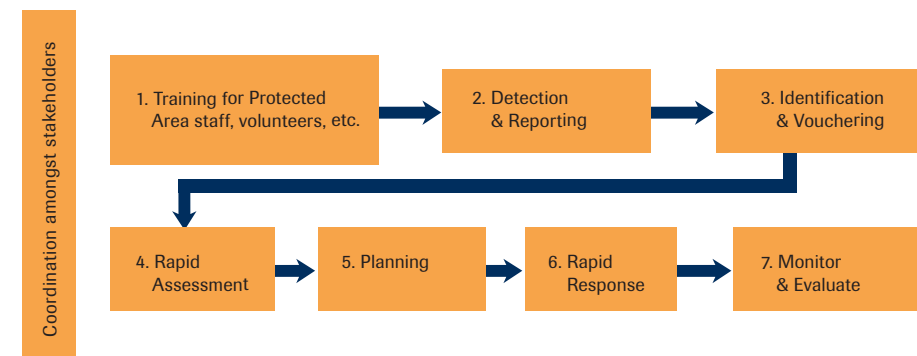 Coordination amongst stakeholders
1. Training for Protected
Area staff, volunteers, etc.
2. Detection
& Reporting
3. Identification
& Vouchering
4. Rapid
Assessment
5. Planning
6. Rapid
Response
7. Monitor
& Evaluate